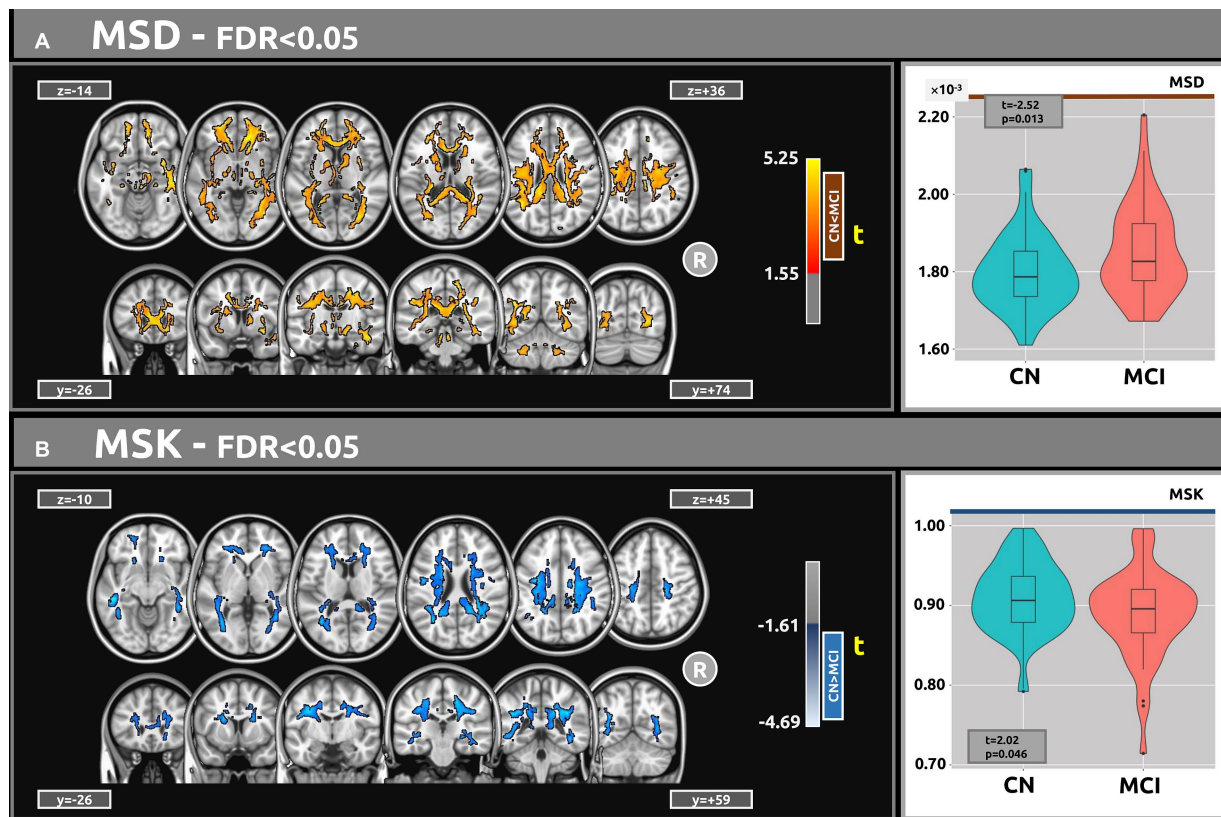 A MSD - FDR<0.05
z=-14
z=+36
5.25
1.55
CN<MCI
t
R
y=-26
y=+74
×10⁻³
MSD
t=-2.52
p=0.013
2.20
2.00
1.80
1.60
CN
MCI
B MSK - FDR<0.05
z=-10
z=+45
-1.61
-4.69
CN>MCI
t
R
y=-26
y=+59
MSK
1.00
0.90
0.80
0.70
t=2.02
p=0.046
CN
MCI